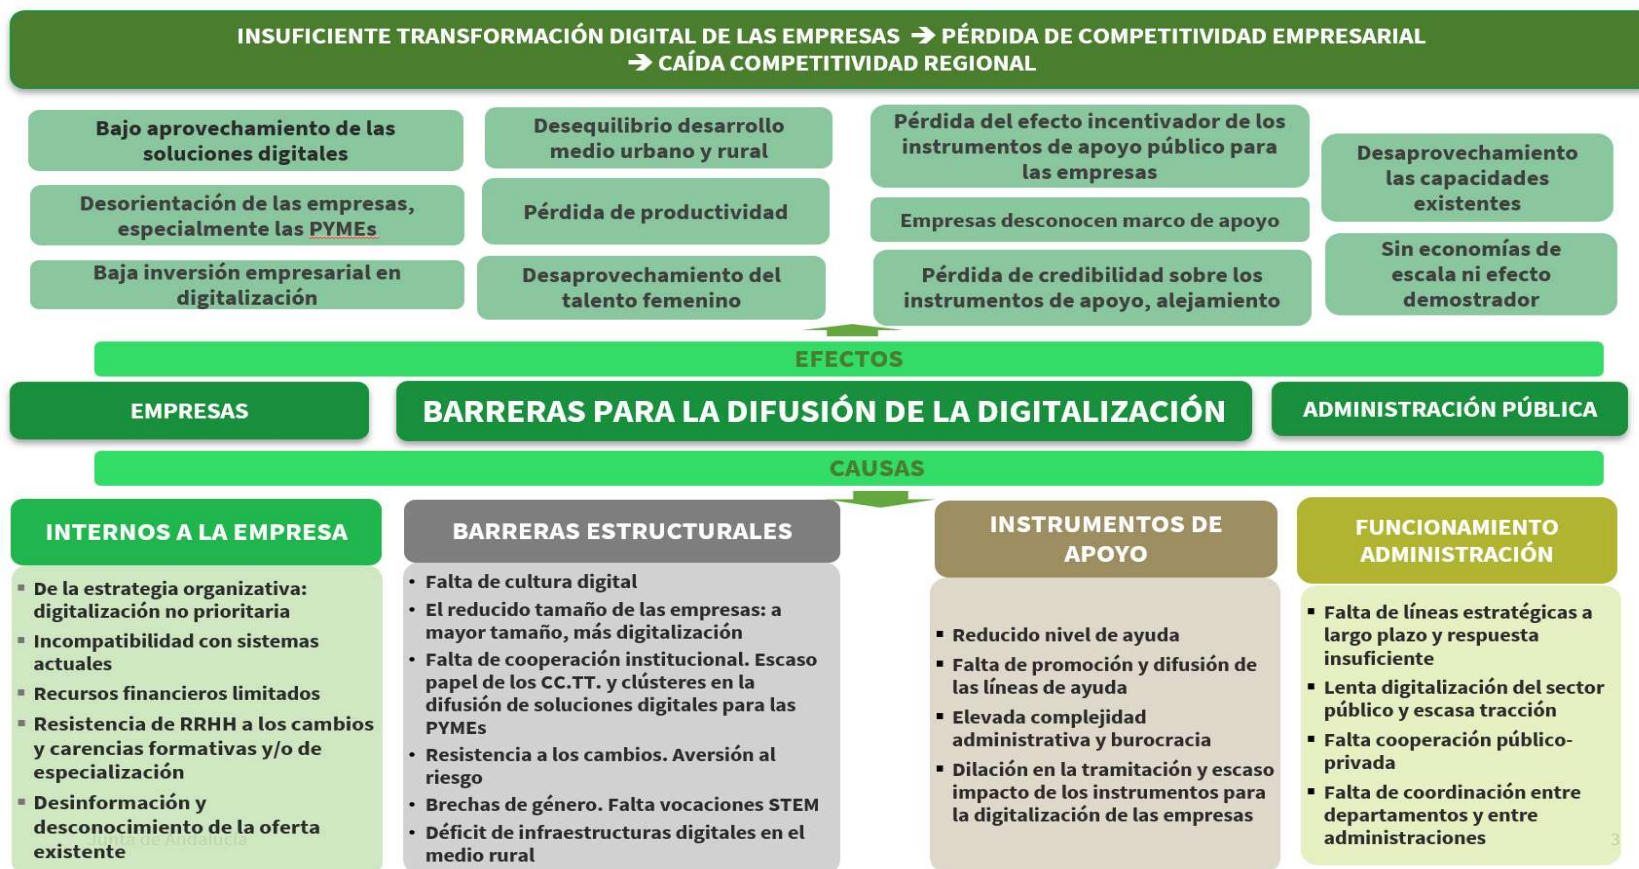 INSUFICIENTE TRANSFORMACIÓN DIGITAL DE LAS EMPRESAS ➔ PÉRDIDA DE COMPETITIVIDAD EMPRESARIAL
➔ CAÍDA COMPETITIVIDAD REGIONAL
Bajo aprovechamiento de las
soluciones digitales
Desorientación de las empresas,
especialmente las PYMEs
Baja inversión empresarial en
digitalización
Desequilibrio desarrollo
medio urbano y rural
Pérdida de productividad
Desaprovechamiento del
talento femenino
Pérdida del efecto incentivador de los
instrumentos de apoyo público para
las empresas
Empresas desconocen marco de apoyo
Pérdida de credibilidad sobre los
instrumentos de apoyo, alejamiento
Desaprovechamiento
las capacidades
existentes
Sin economías de
escala ni efecto
demostrador
EFECTOS
EMPRESAS
BARRERAS PARA LA DIFUSIÓN DE LA DIGITALIZACIÓN
ADMINISTRACIÓN PÚBLICA
CAUSAS
INTERNOS A LA EMPRESA
▪ De la estrategia organizativa:
digitalización no prioritaria
▪ Incompatibilidad con sistemas
actuales
▪ Recursos financieros limitados
▪ Resistencia de RRHH a los cambios
y carencias formativas y/o de
especialización
▪ Desinformación y
desconocimiento de la oferta
existente
Junta de Andalucía
BARRERAS ESTRUCTURALES
• Falta de cultura digital
• El reducido tamaño de las empresas: a
mayor tamaño, más digitalización
• Falta de cooperación institucional. Escaso
papel de los CC.TT. y clústeres en la
difusión de soluciones digitales para las
PYMEs
• Resistencia a los cambios. Aversión al
riesgo
• Brechas de género. Falta vocaciones STEM
• Déficit de infraestructuras digitales en el
medio rural
INSTRUMENTOS DE
APOYO
▪ Reducido nivel de ayuda
▪ Falta de promoción y difusión de
las líneas de ayuda
▪ Elevada complejidad
administrativa y burocracia
▪ Dilación en la tramitación y escaso
impacto de los instrumentos para
la digitalización de las empresas
FUNCIONAMIENTO
ADMINISTRACIÓN
▪ Falta de líneas estratégicas a
largo plazo y respuesta
insuficiente
▪ Lenta digitalización del sector
público y escasa tracción
▪ Falta cooperación público-
privada
▪ Falta de coordinación entre
departamentos y entre
administraciones
3